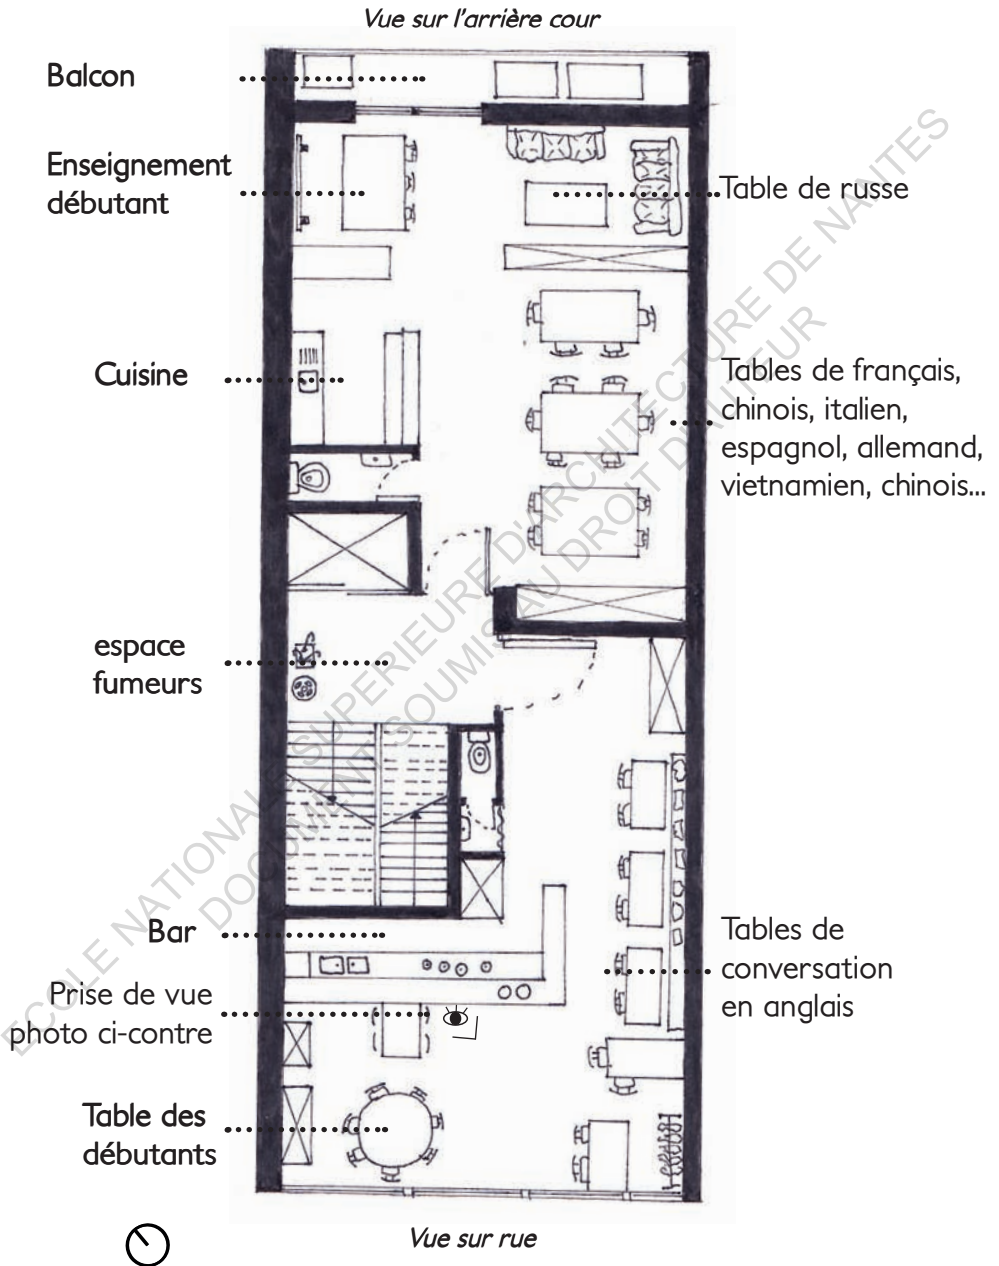 Vue sur l'arrière cour
Balcon
Enseignement
débutant
Table de russe
Cuisine
Tables de français,
chinois, italien,
espagnol, allemand,
vietnamien, chinois...
espace
fumeurs
Bar
Tables de
conversation
en anglais
Prise de vue
photo ci-contre
Table des
débutants
Vue sur rue
ECOLE NATIONALE SUPERIEURE D'ARCHITECTURE DE NANTES
DOCUMENT SOUMIS AU DROIT D'AUTEUR